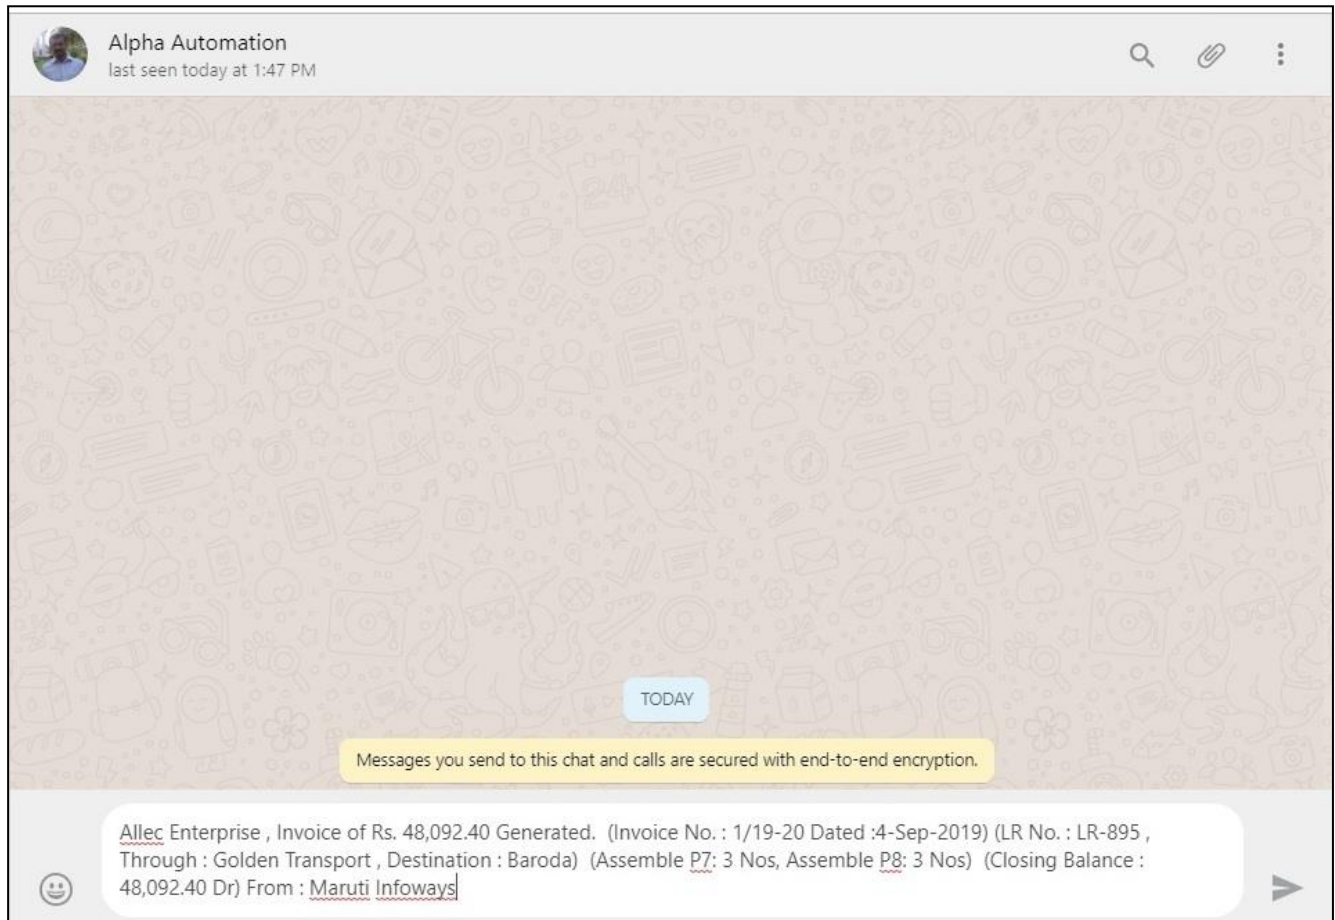 Alpha Automation
last seen today at 1:47 PM
TODAY
Messages you send to this chat and calls are secured with end-to-end encryption.
Allec Enterprise , Invoice of Rs. 48,092.40 Generated.  (Invoice No. : 1/19-20 Dated :4-Sep-2019) (LR No. : LR-895 ,
Through : Golden Transport , Destination : Baroda)  (Assemble P7: 3 Nos, Assemble P8: 3 Nos)  (Closing Balance :
48,092.40 Dr) From : Maruti Infoways